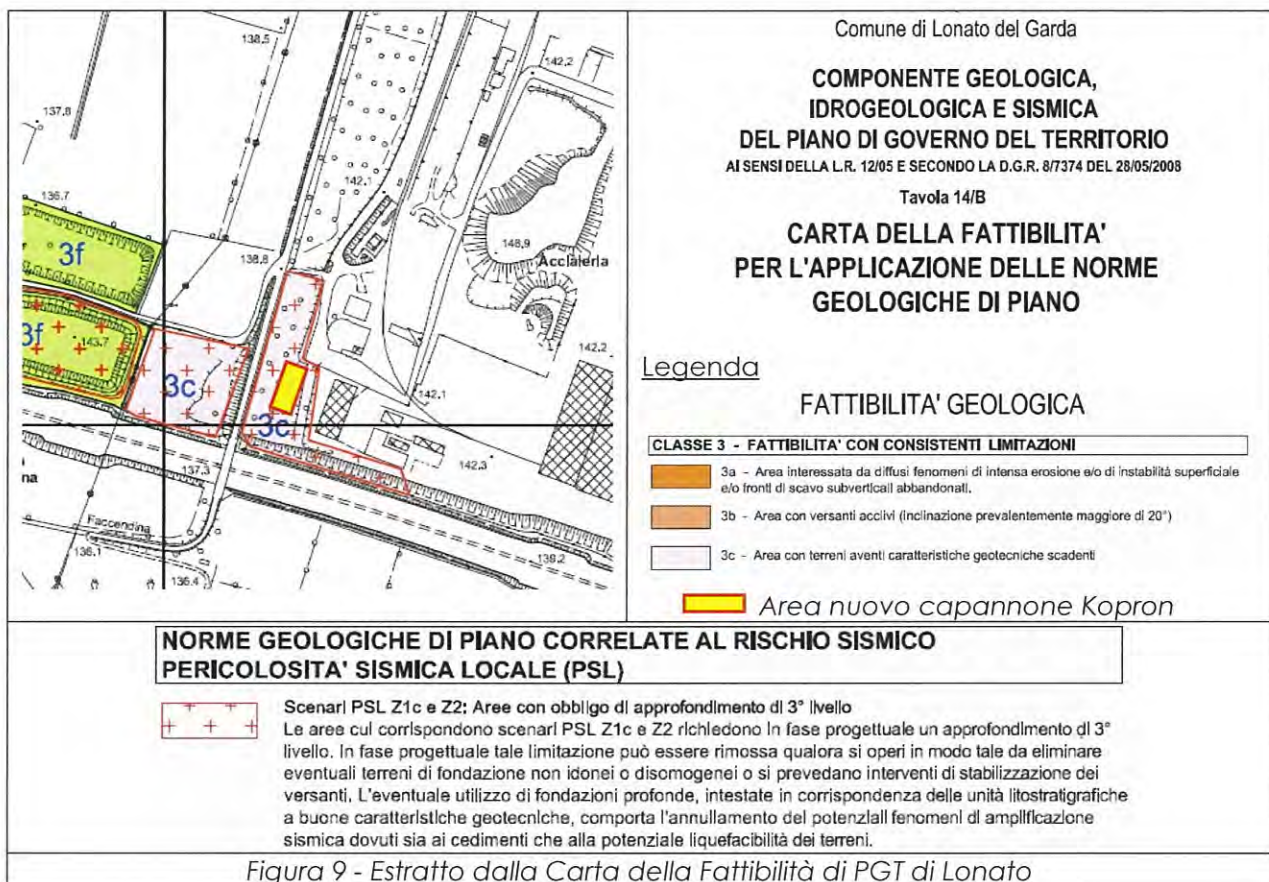 138,5
142,2
137,8
142.1
136.7
3f
138,8
148,9
Acciaieria
3f
143.7
3c
142.2
142.1
3c
142.3
137.3
na
Faccendina
136.1
139.2
136.4
Comune di Lonato del Garda
COMPONENTE GEOLOGICA,
IDROGEOLOGICA E SISMICA
DEL PIANO DI GOVERNO DEL TERRITORIO
AI SENSI DELLA L.R. 12/05 E SECONDO LA D.G.R. 8/7374 DEL 28/05/2008
Tavola 14/B
CARTA DELLA FATTIBILITA'
PER L'APPLICAZIONE DELLE NORME
GEOLOGICHE DI PIANO
Legenda
FATTIBILITA' GEOLOGICA
CLASSE 3 - FATTIBILITA' CON CONSISTENTI LIMITAZIONI
3a - Area interessata da diffusi fenomeni di intensa erosione e/o di instabilità superficiale
e/o fronti di scavo subverticali abbandonati.
3b - Area con versanti acclivi (inclinazione prevalentemente maggiore di 20°)
3c - Area con terreni aventi caratteristiche geotecniche scadenti
Area nuovo capannone Kopron
NORME GEOLOGICHE DI PIANO CORRELATE AL RISCHIO SISMICO
PERICOLOSITA' SISMICA LOCALE (PSL)
Scenari PSL Z1c e Z2: Aree con obbligo di approfondimento di 3° livello
Le aree cui corrispondono scenari PSL Z1c e Z2 richiedono in fase progettuale un approfondimento di 3°
livello. In fase progettuale tale limitazione può essere rimossa qualora si operi in modo tale da eliminare
eventuali terreni di fondazione non idonei o disomogenei o si prevedano interventi di stabilizzazione dei
versanti. L'eventuale utilizzo di fondazioni profonde, intestate in corrispondenza delle unità litostratigrafiche
a buone caratteristiche geotecniche, comporta l'annullamento dei potenziali fenomeni di amplificazione
sismica dovuti sia ai cedimenti che alla potenziale liquefacibilità dei terreni.
Figura 9 - Estratto dalla Carta della Fattibilità di PGT di Lonato